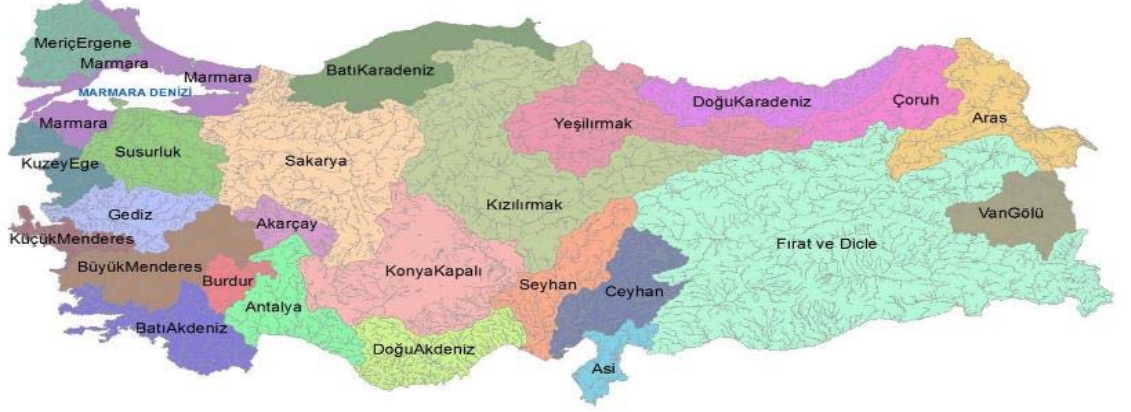 MeriçErgene
Marmara
Marmara
MARMARA DENİZİ
Marmara
KuzeyEge
Susurluk
Gediz
KüçükMenderes
BüyükMenderes
BatıAkdeniz
Burdur
Akarçay
Antalya
Sakarya
BatıKaradeniz
KonyaKapalı
DoğuAkdeniz
Kızılırmak
Yeşilırmak
DoğuKaradeniz
Çoruh
Aras
Seyhan
Ceyhan
Asi
Fırat ve Dicle
VanGölü